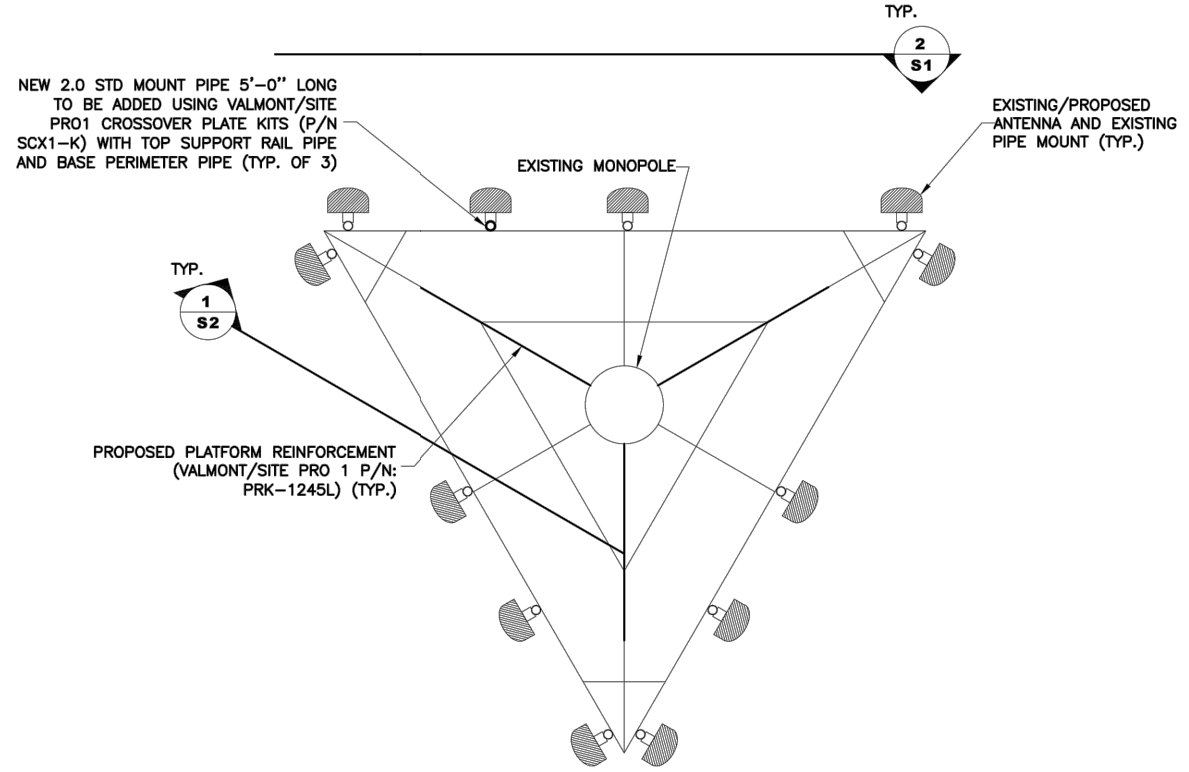 TYP.
2
S1
NEW 2.0 STD MOUNT PIPE 5'-0" LONG
TO BE ADDED USING VALMONT/SITE
PRO1 CROSSOVER PLATE KITS (P/N
SCX1-K) WITH TOP SUPPORT RAIL PIPE
AND BASE PERIMETER PIPE (TYP. OF 3)
EXISTING/PROPOSED
ANTENNA AND EXISTING
PIPE MOUNT (TYP.)
EXISTING MONOPOLE
TYP.
1
S2
PROPOSED PLATFORM REINFORCEMENT
(VALMONT/SITE PRO 1 P/N:
PRK-1245L) (TYP.)